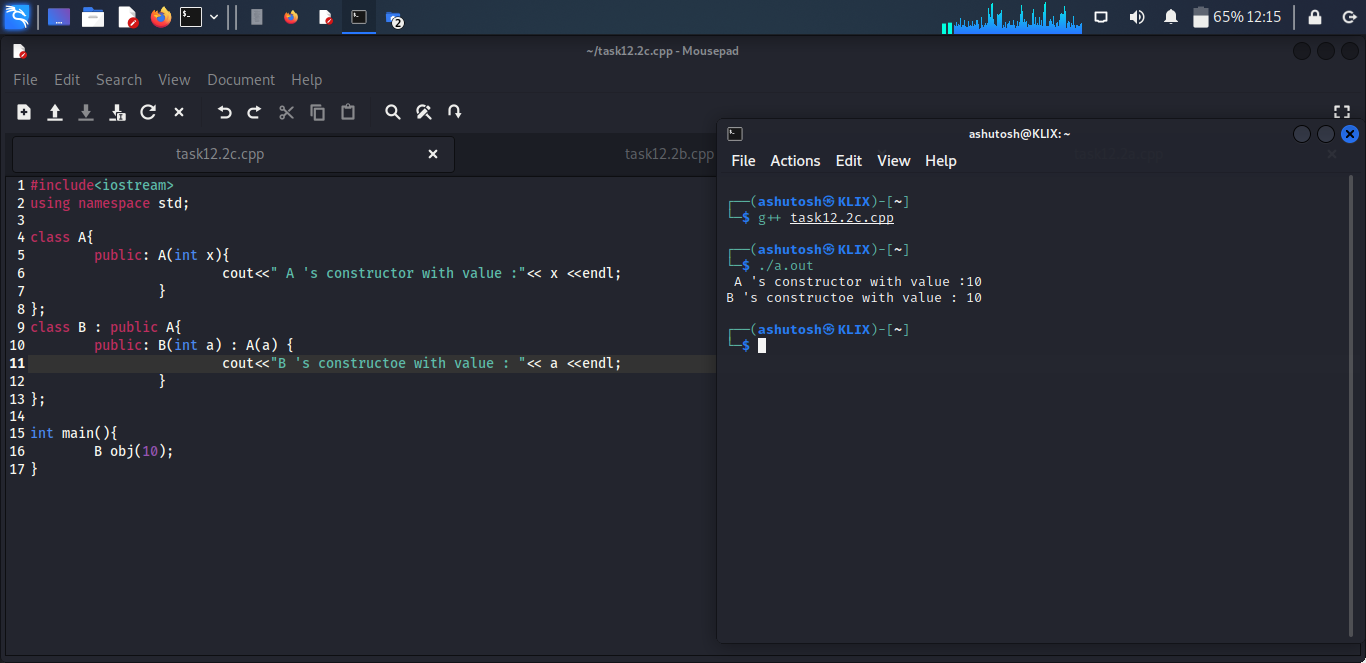 2
65% 12:15
~/task12.2c.cpp - Mousepad
File Edit Search View Document Help
task12.2c.cpp
task12.2b.cpp
1 #include<iostream>
2 using namespace std;
3
4 class A{
5 public: A(int x){
6 cout<<" A 's constructor with value :"<< x <<endl;
7 }
8 };
9 class B : public A{
10 public: B(int a) : A(a) {
11 cout<<"B 's constructoe with value : "<< a <<endl;
12 }
13 };
14
15 int main(){
16 B obj(10);
17 }
ashutosh@KLIX: ~
File Actions Edit View Help
┌──(ashutosh㉿KLIX)-[~]
└─$ g++ task12.2c.cpp
┌──(ashutosh㉿KLIX)-[~]
└─$ ./a.out
A 's constructor with value :10
B 's constructoe with value : 10
┌──(ashutosh㉿KLIX)-[~]
└─$